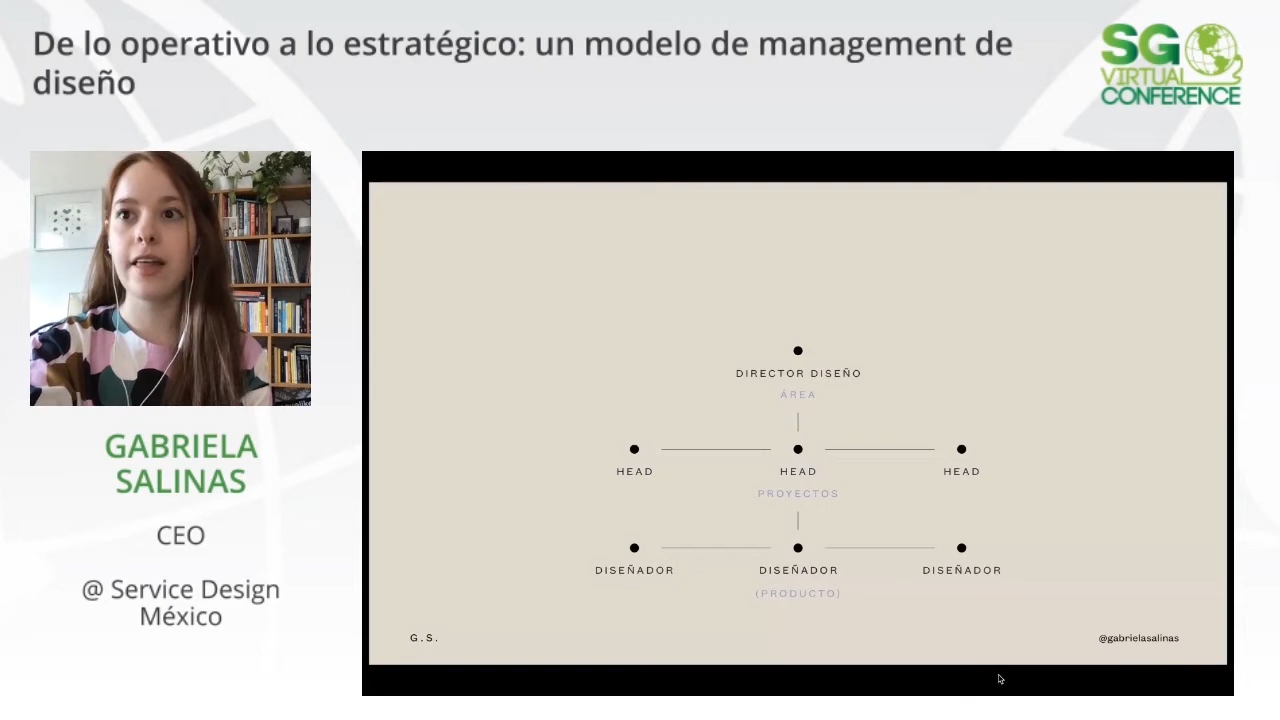 De lo operativo a lo estratégico: un modelo de management de
diseño
SG
VIRTUAL
CONFERENCE
GABRIELA
SALINAS
CEO
@ Service Design
México
DIRECTOR DISEÑO
ÁREA
HEAD HEAD HEAD
PROYECTOS
DISEÑADOR DISEÑADOR DISEÑADOR
(PRODUCTO)
G.S. @gabrielasalinas